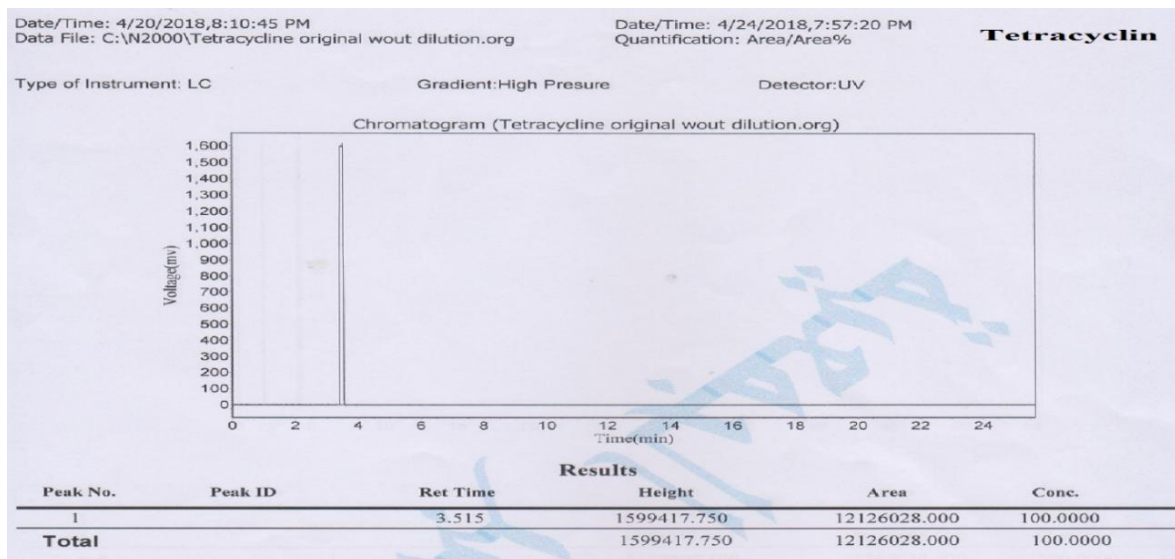 Date/Time: 4/20/2018,8:10:45 PM Date/Time: 4/24/2018,7:57:20 PM
Data File: C:\N2000\Tetracycline original wout dilution.org Quantification: Area/Area% Tetracyclin
Type of Instrument: LC Gradient:High Presure Detector:UV
Chromatogram (Tetracycline original wout dilution.org)
1,600
1,500
1,400
1,300
1,200
1,100
1,000
900
800
700
600
500
400
300
200
100
0
Voltage(mv)
0 2 4 6 8 10 12 14 16 18 20 22 24
Time(min)
Results
Peak No. Peak ID Ret Time Height Area Conc.
1 3.515 1599417.750 12126028.000 100.0000
Total 1599417.750 12126028.000 100.0000